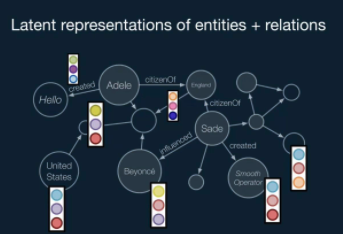 Latent representations of entities + relations
Adele
citizenOf
England
created
Hello
citizenOf
Sade
influenced
created
United
States
Beyoncé
Smooth
Operator